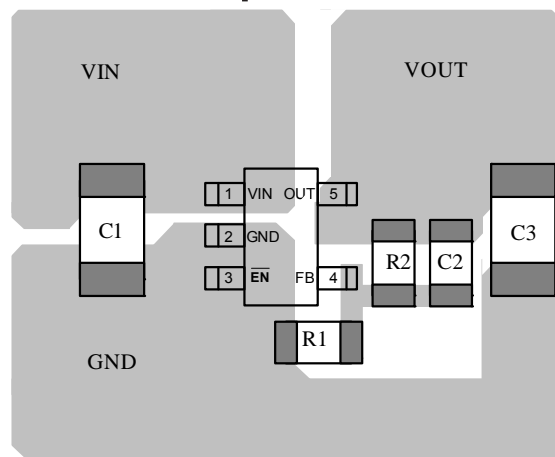 VIN
VOUT
1 VIN OUT 5
C1
2 GND
C3
R2 C2
3 EN FB 4
R1
GND